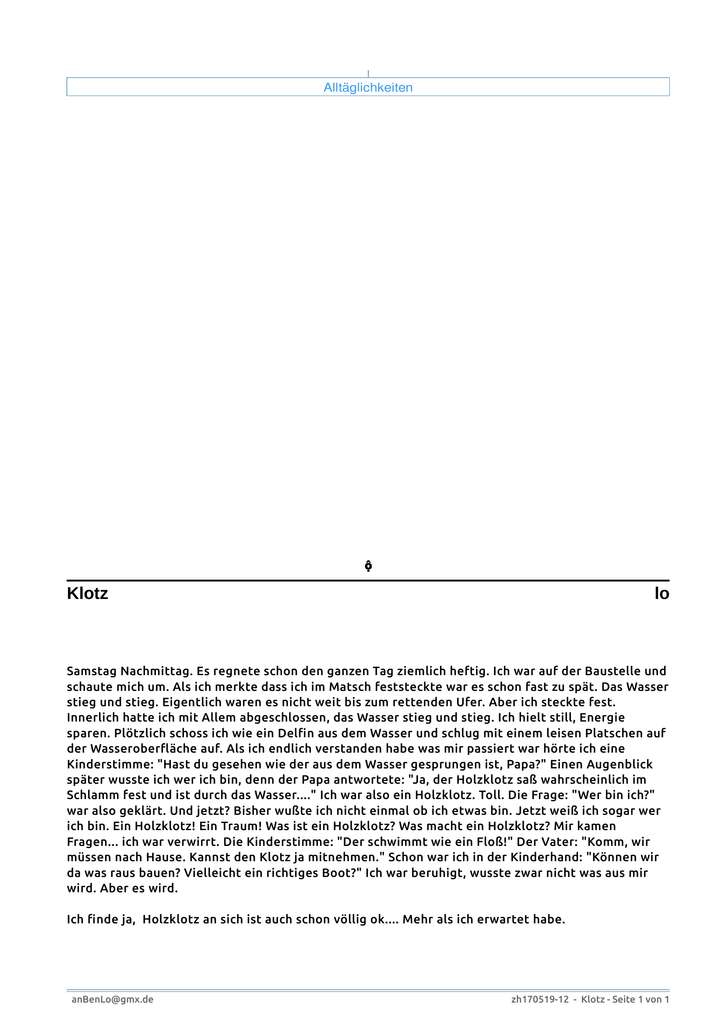 Alltäglichkeiten
Klotz lo
Samstag Nachmittag. Es regnete schon den ganzen Tag ziemlich heftig. Ich war auf der Baustelle und
schaute mich um. Als ich merkte dass ich im Matsch feststeckte war es schon fast zu spät. Das Wasser
stieg und stieg. Eigentlich waren es nicht weit bis zum rettenden Ufer. Aber ich steckte fest.
Innerlich hatte ich mit Allem abgeschlossen, das Wasser stieg und stieg. Ich hielt still, Energie
sparen. Plötzlich schoss ich wie ein Delfin aus dem Wasser und schlug mit einem leisen Platschen auf
der Wasseroberfläche auf. Als ich endlich verstanden habe was mir passiert war hörte ich eine
Kinderstimme: "Hast du gesehen wie der aus dem Wasser gesprungen ist, Papa?" Einen Augenblick
später wusste ich wer ich bin, denn der Papa antwortete: "Ja, der Holzklotz saß wahrscheinlich im
Schlamm fest und ist durch das Wasser...." Ich war also ein Holzklotz. Toll. Die Frage: "Wer bin ich?"
war also geklärt. Und jetzt? Bisher wußte ich nicht einmal ob ich etwas bin. Jetzt weiß ich sogar wer
ich bin. Ein Holzklotz! Ein Traum! Was ist ein Holzklotz? Was macht ein Holzklotz? Mir kamen
Fragen... ich war verwirrt. Die Kinderstimme: "Der schwimmt wie ein Floß!" Der Vater: "Komm, wir
müssen nach Hause. Kannst den Klotz ja mitnehmen." Schon war ich in der Kinderhand: "Können wir
da was raus bauen? Vielleicht ein richtiges Boot?" Ich war beruhigt, wusste zwar nicht was aus mir
wird. Aber es wird.
Ich finde ja, Holzklotz an sich ist auch schon völlig ok.... Mehr als ich erwartet habe.
anBenLo@gmx.de zh170519-12 - Klotz - Seite 1 von 1